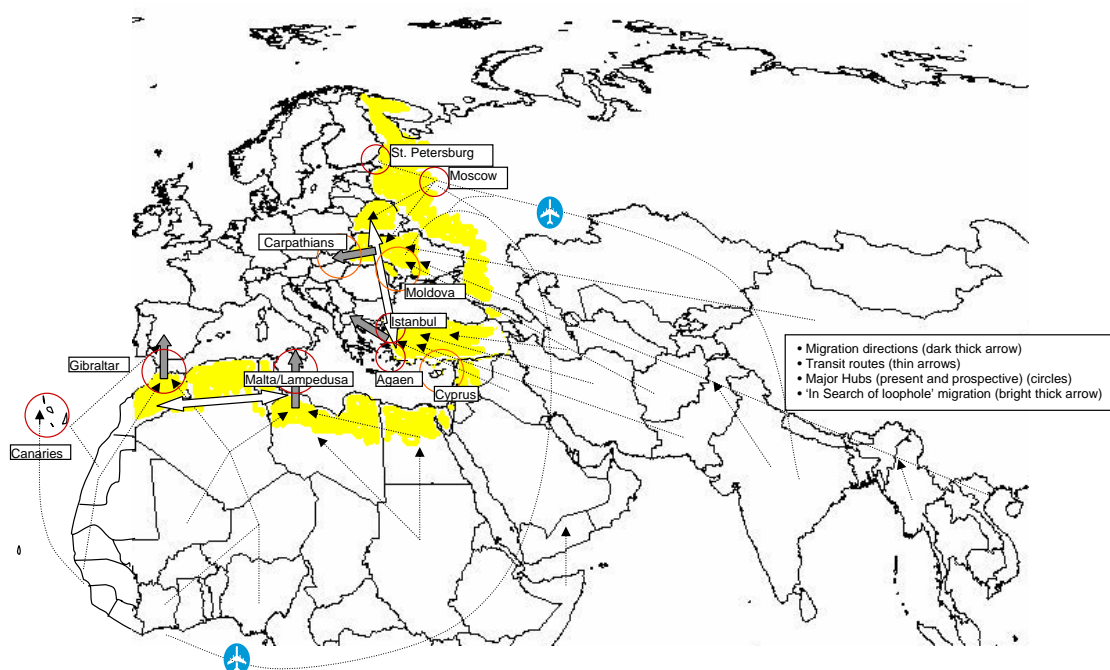 St. Petersburg
Moscow
Carpathians
Moldova
Istanbul
Gibraltar
Malta/Lampedusa
Agaen
Cyprus
Canaries
• Migration directions (dark thick arrow)
• Transit routes (thin arrows)
• Major Hubs (present and prospective) (circles)
• ‘In Search of loophole’ migration (bright thick arrow)